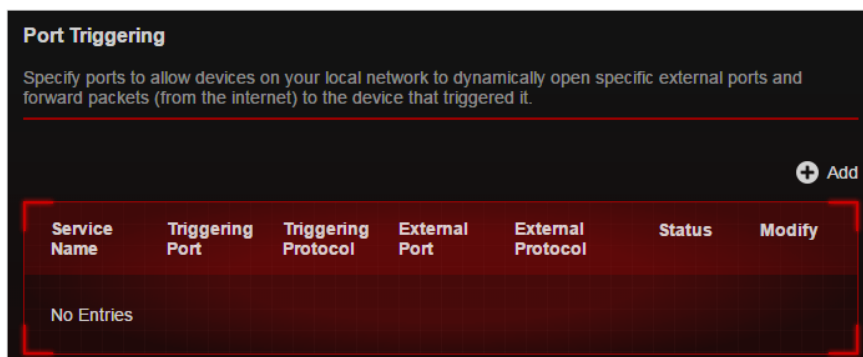 Port Triggering
Specify ports to allow devices on your local network to dynamically open specific external ports and
forward packets (from the internet) to the device that triggered it.
Add
Service Name Triggering Port Triggering Protocol External Port External Protocol Status Modify
No Entries